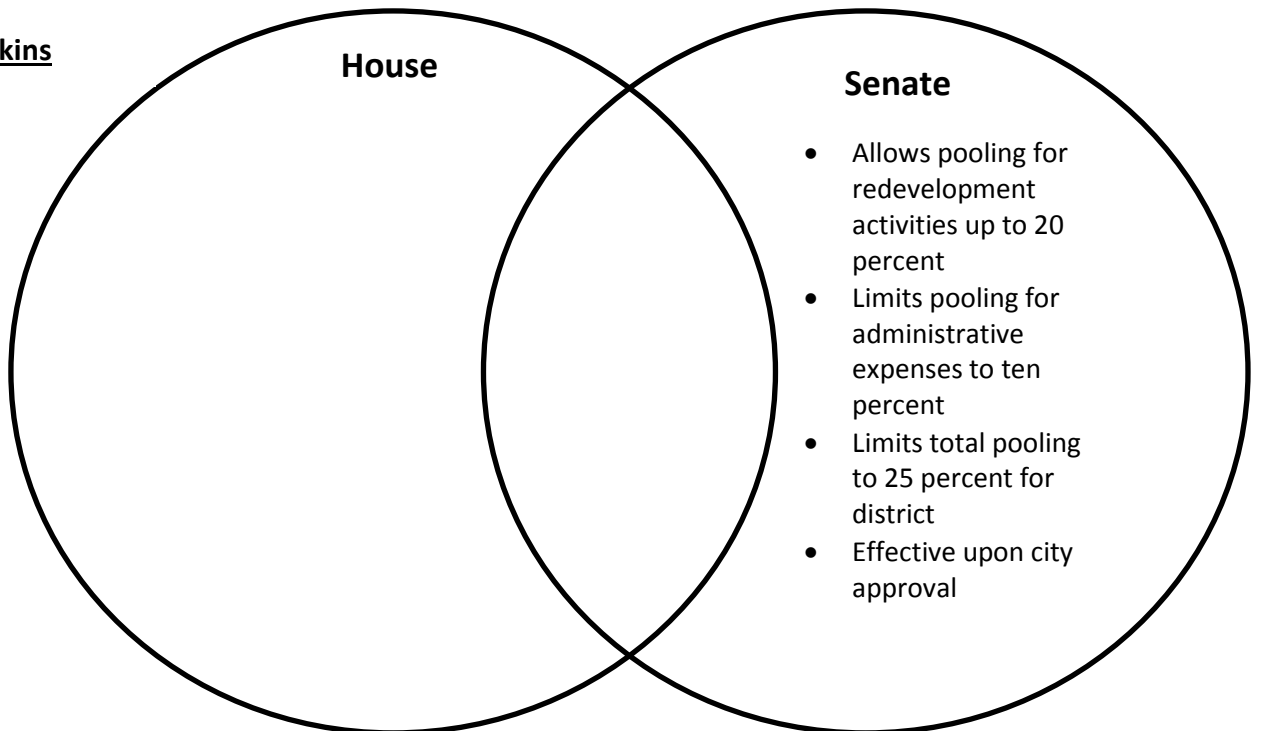 kins
House
Senate
• Allows pooling for
redevelopment
activities up to 20
percent
• Limits pooling for
administrative
expenses to ten
percent
• Limits total pooling
to 25 percent for
district
• Effective upon city
approval